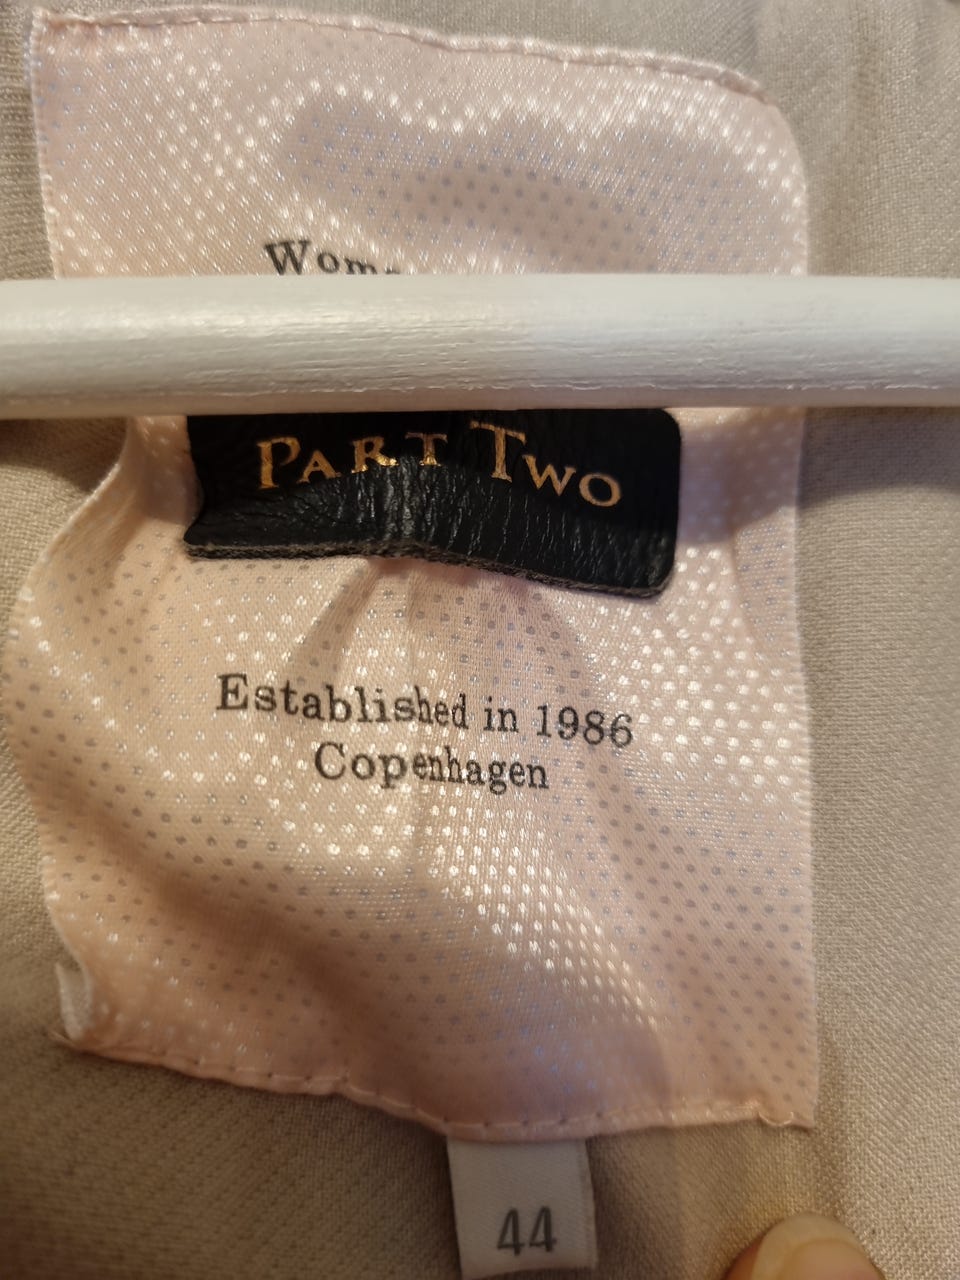 PART TWO
Established in 1986
Copenhagen
44